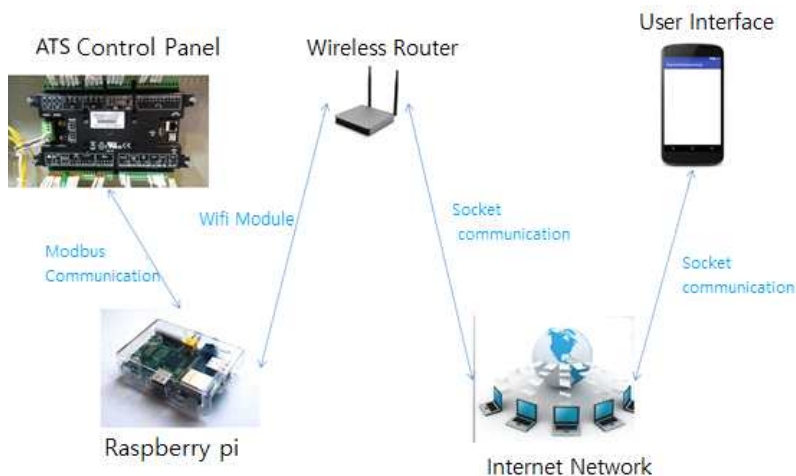 ATS Control Panel
Wireless Router
User Interface
Wifi Module
Socket
communication
Modbus
Communication
Socket
communication
Raspberry pi
Internet Network